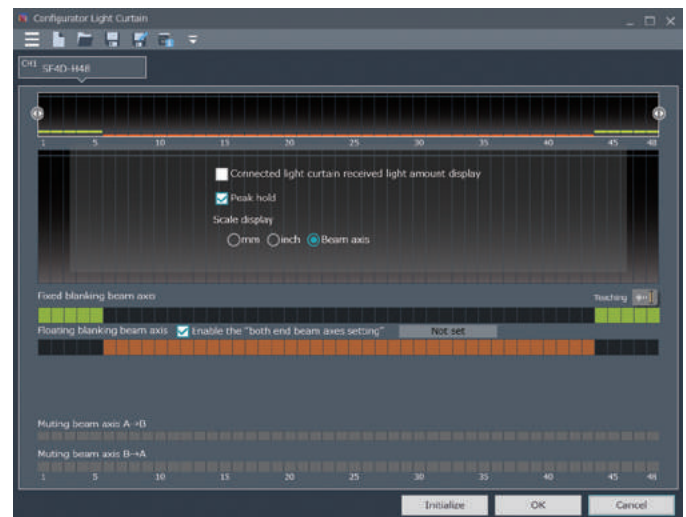 Configurator Light Curtain
CH1 SF4D-H48
1 5 10 15 20 25 30 35 40 45 48
Connected light curtain received light amount display
Peak hold
Scale display
mm inch Beam axis
Fixed blanking beam axis Teaching
Floating blanking beam axis Enable the "both end beam axes setting" Not set
Muting beam axis A→B
Muting beam axis B→A
1 5 10 15 20 25 30 35 40 45 48
Initialize OK Cancel